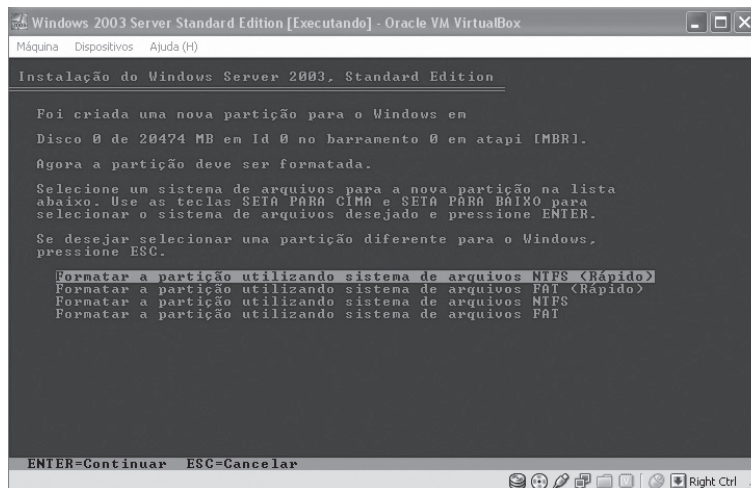 Windows 2003 Server Standard Edition [Executando] - Oracle VM VirtualBox
Máquina Dispositivos Ajuda (H)
Instalação do Windows Server 2003, Standard Edition
Foi criada uma nova partição para o Windows em
Disco 0 de 20474 MB em Id 0 no barramento 0 em atapi [MBR].
Agora a partição deve ser formatada.
Selecione um sistema de arquivos para a nova partição na lista
abaixo. Use as teclas SETA PARA CIMA e SETA PARA BAIXO para
selecionar o sistema de arquivos desejado e pressione ENTER.
Se desejar selecionar uma partição diferente para o Windows,
pressione ESC.
Formatar a partição utilizando sistema de arquivos NTFS (Rápido)
Formatar a partição utilizando sistema de arquivos FAT (Rápido)
Formatar a partição utilizando sistema de arquivos NTFS
Formatar a partição utilizando sistema de arquivos FAT
ENTER=Continuar ESC=Cancelar
Right Ctrl